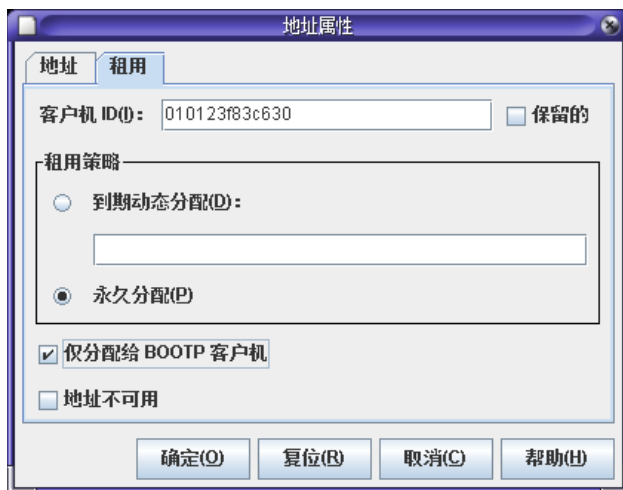 地址属性
地址 租用
客户机 ID(I)： 010123f83c630 保留的
租用策略
到期动态分配(D)：
永久分配(P)
仅分配给 BOOTP 客户机
地址不可用
确定(O) 复位(R) 取消(C) 帮助(H)